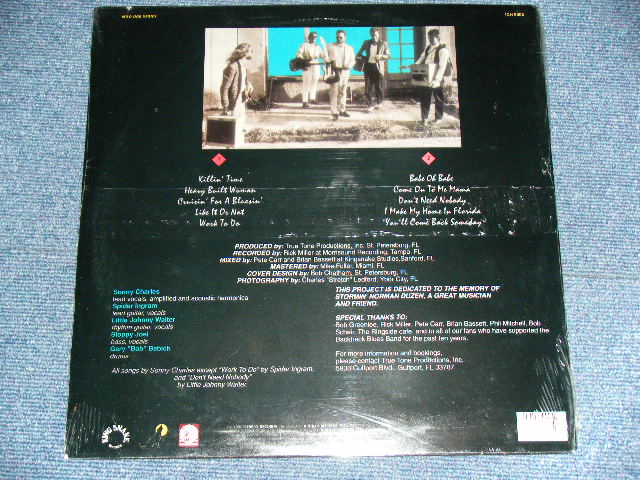 1
Killin' Time
Heavy Built Woman
Cruisin' For A Bluesin'
Like It Or Not
Work To Do
2
Babe Oh Babe
Come On To Me Mama
Don't Need Nobody
I Make My Home In Florida
You'll Come Back Someday
PRODUCED by: True Tone Productions, Inc. St. Petersburg, FL
RECORDED by: Rick Miller at Morrisound Recording, Tampa, FL
MIXED by: Pete Carr and Brian Bassett at Kingsnake Studios, Sanford, FL
MASTERED by: Mike Fuller, Miami, FL
COVER DESIGN by: Bob Chatham, St. Petersburg, FL
PHOTOGRAPHY by: Charles "Stretch" Ledford, Ybor City, FL
Sonny Charles
lead vocals, amplified and acoustic harmonica
Spider Ingram
lead guitar, vocals
Little Johnny Walter
rhythm guitar, vocals
Sloppy Joel
bass, vocals
Gary "Bab" Babich
drums
All songs by Sonny Charles except "Work To Do" by Spider Ingram,
and "Don't Need Nobody"
by Little Johnny Walter.
THIS PROJECT IS DEDICATED TO THE MEMORY OF
STORMIN' NORMAN DUZEN, A GREAT MUSICIAN
AND FRIEND.
SPECIAL THANKS TO:
Bob Greenlee, Rick Miller, Pete Carr, Brian Bassett, Phil Mitchell, Bob
Schein, The Ringside cafe, and to all of our fans who have supported the
Backtrack Blues Band for the past ten years.
For more information and bookings,
please contact True Tone Productions, Inc.
5908 Gulfport Blvd., Gulfport, FL 33707
KING SNAKE